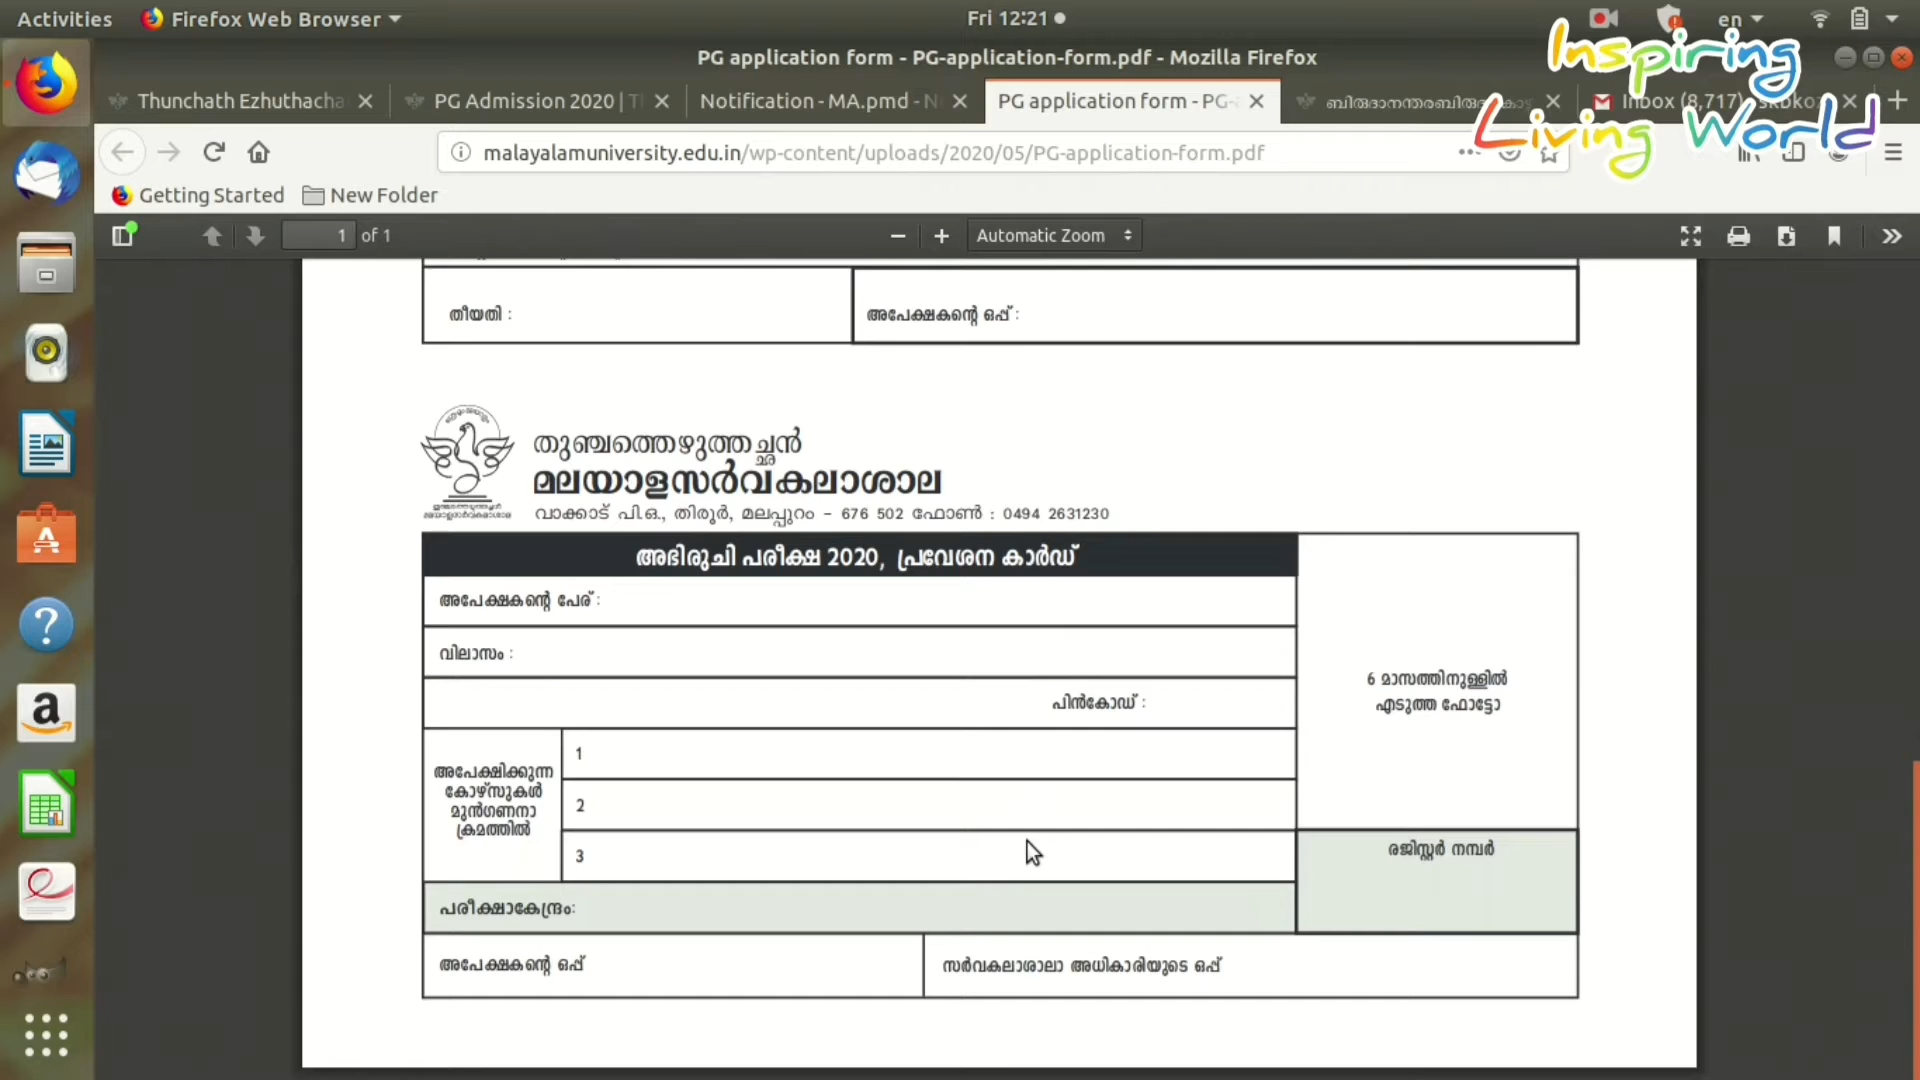 Activities
Firefox Web Browser
Fri 12:21
en
PG application form - PG-application-form.pdf - Mozilla Firefox
Inspiring
Living World
Thunchath Ezhuthacha
PG Admission 2020 | T
Notification - MA.pmd - N
PG application form - PG-
ബിരുദാനന്തരബിരുദ
Inbox (8,717)
malayalamuniversity.edu.in/wp-content/uploads/2020/05/PG-application-form.pdf
Getting Started
New Folder
1 of 1
Automatic Zoom
തീയതി :
അപേക്ഷകന്റെ ഒപ്പ് :
തുഞ്ചത്തെഴുത്തച്ഛൻ
മലയാളസർവകലാശാല
വാക്കാട് പി.ഒ., തിരൂർ, മലപ്പുറം – 676 502 ഫോൺ : 0494 2631230
അഭിരുചി പരീക്ഷ 2020, പ്രവേശന കാർഡ്
അപേക്ഷകന്റെ പേര് :
വിലാസം :
പിൻകോഡ് :
6 മാസത്തിനുള്ളിൽ
എടുത്ത ഫോട്ടോ
അപേക്ഷിക്കുന്ന
കോഴ്സുകൾ
മുൻഗണനാ
ക്രമത്തിൽ
1
2
3
രജിസ്റ്റർ നമ്പർ
പരീക്ഷാകേന്ദ്രം:
അപേക്ഷകന്റെ ഒപ്പ്
സർവകലാശാലാ അധികാരിയുടെ ഒപ്പ്